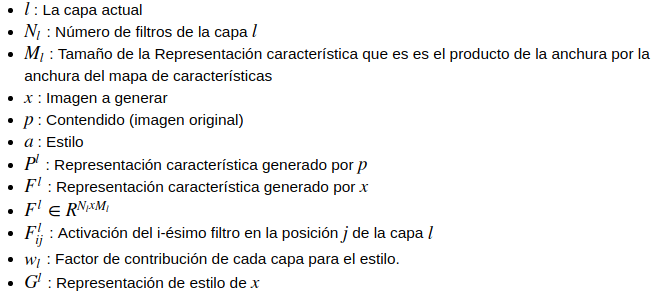 • l : La capa actual
• N_l : Número de filtros de la capa l
• M_l : Tamaño de la Representación característica que es es el producto de la anchura por la
anchura del mapa de características
• x : Imagen a generar
• p : Contendido (imagen original)
• a : Estilo
• P^l : Representación característica generado por p
• F^l : Representación característica generado por x
• F^l ∈ R^{N_l x M_l}
• F^l_{ij} : Activación del i-ésimo filtro en la posición j de la capa l
• w_l : Factor de contribución de cada capa para el estilo.
• G^l : Representación de estilo de x